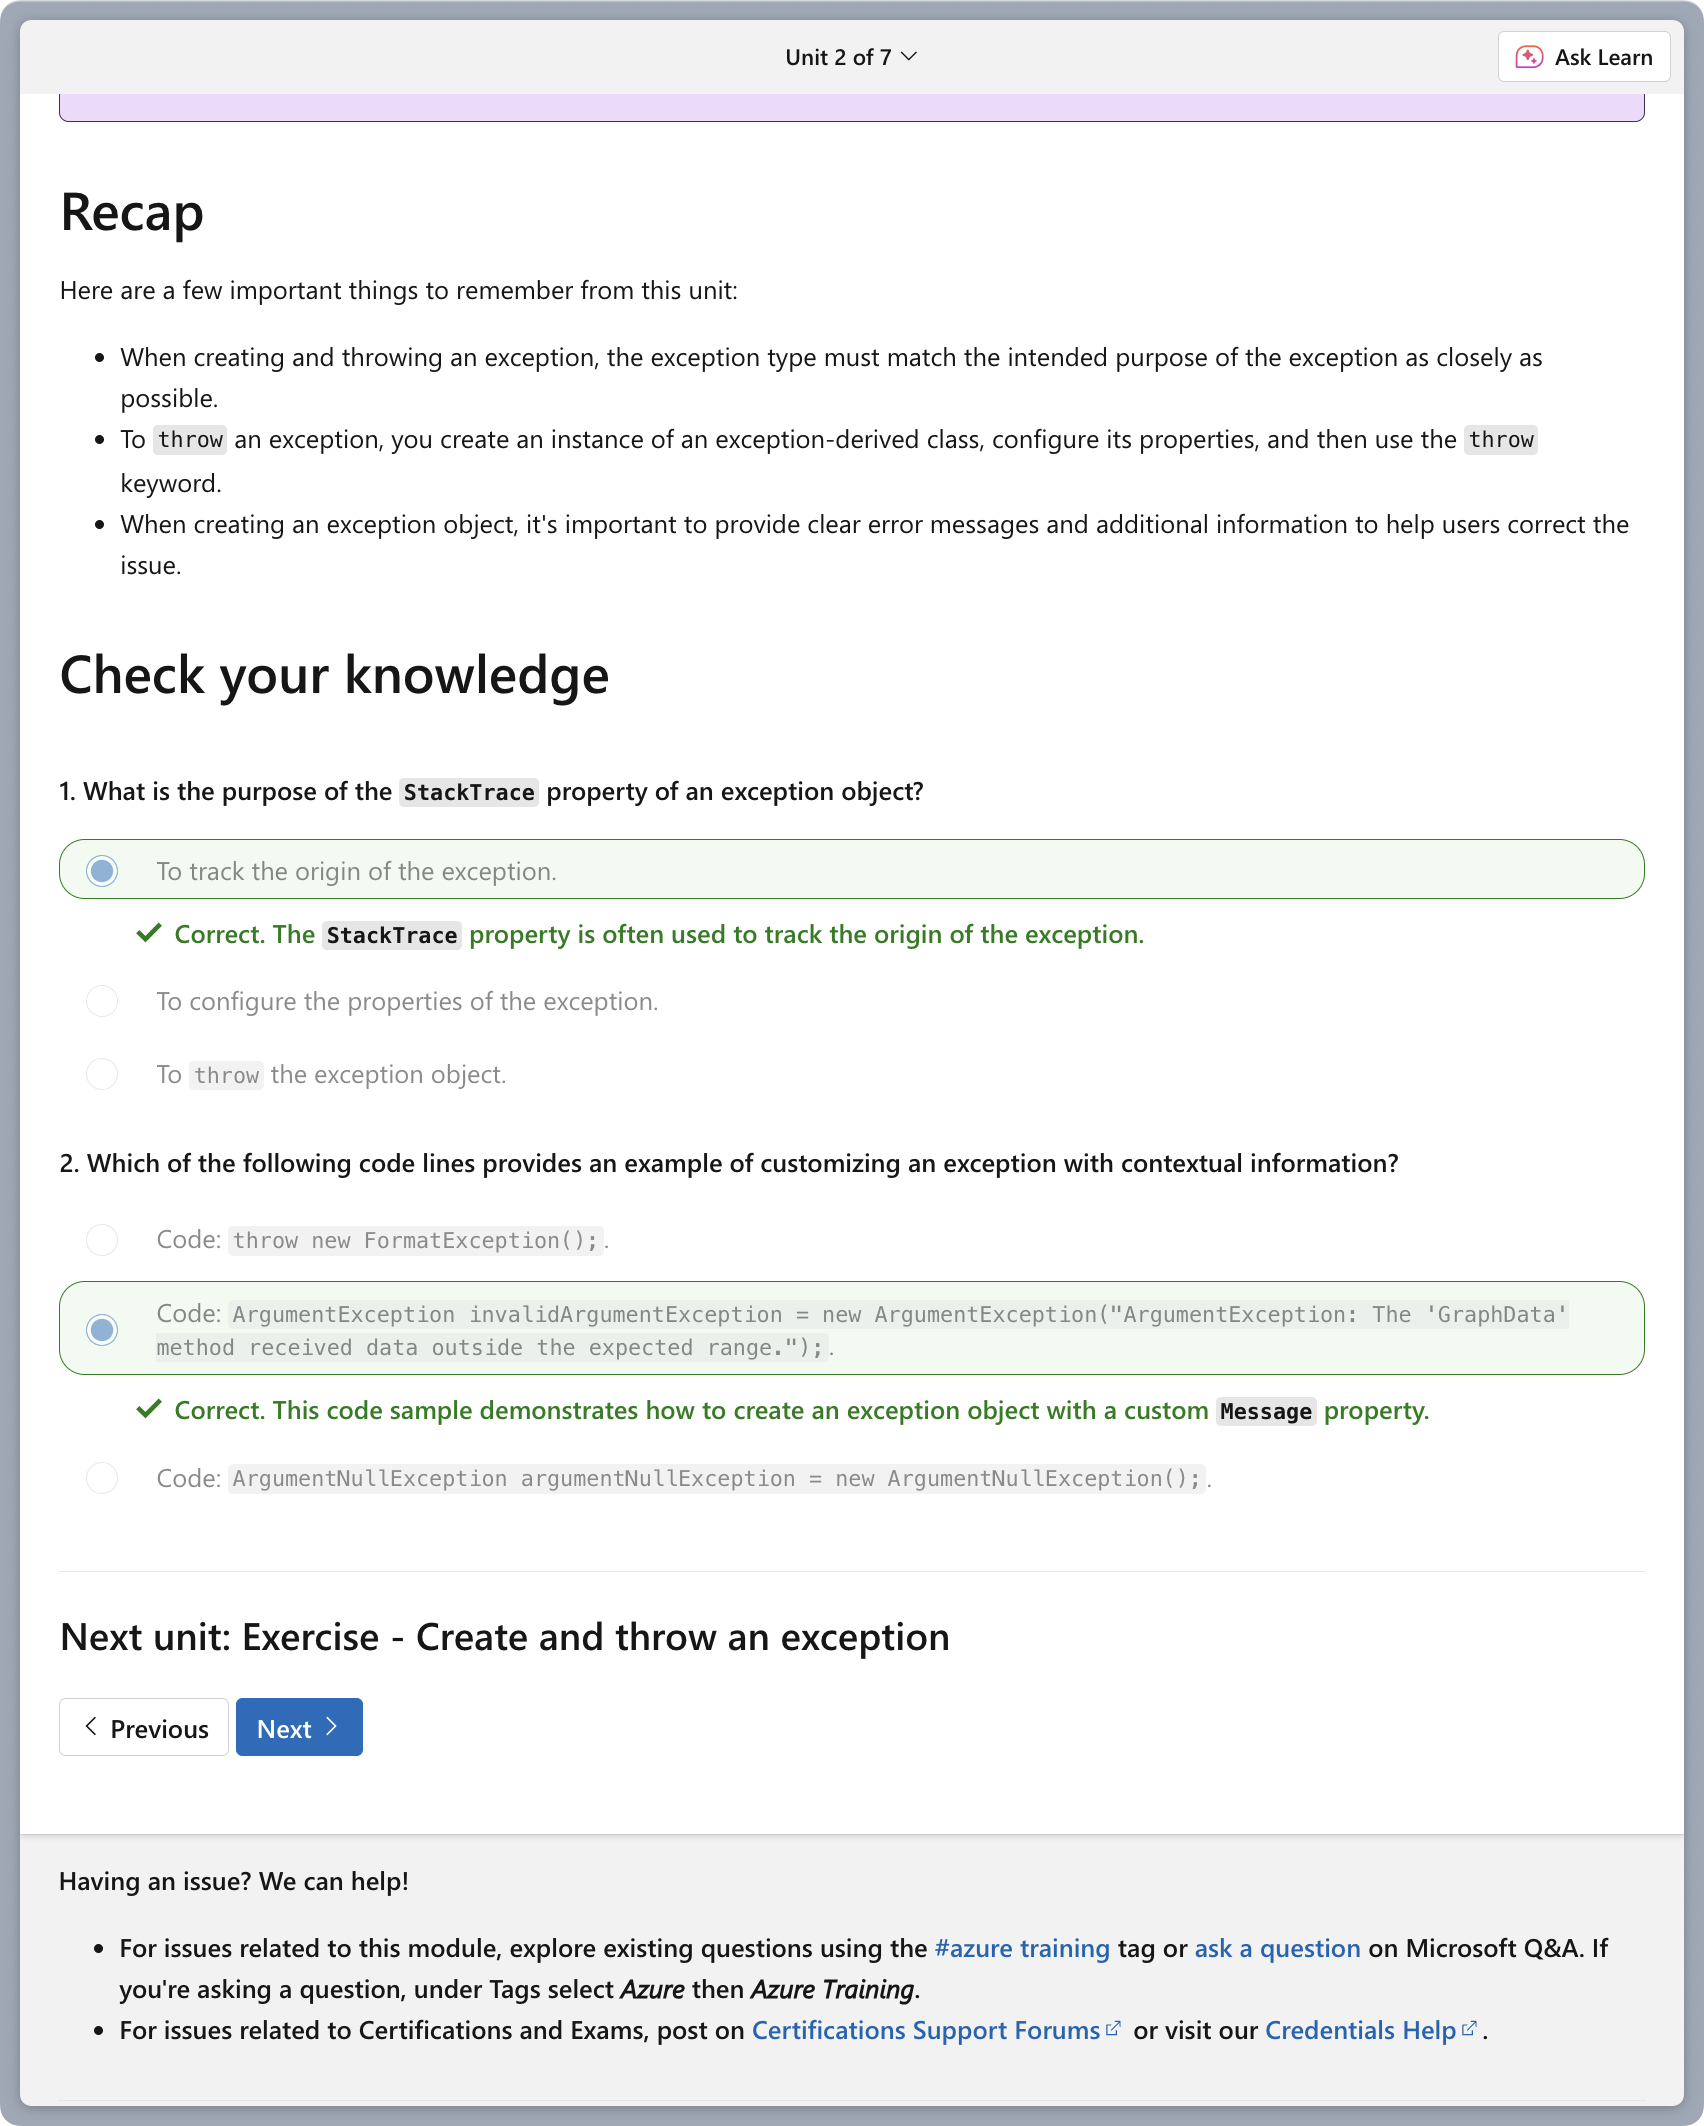 Unit 2 of 7
Ask Learn
Recap
Here are a few important things to remember from this unit:
When creating and throwing an exception, the exception type must match the intended purpose of the exception as closely as
possible.
To throw an exception, you create an instance of an exception-derived class, configure its properties, and then use the throw
keyword.
When creating an exception object, it's important to provide clear error messages and additional information to help users correct the
issue.
Check your knowledge
1. What is the purpose of the StackTrace property of an exception object?
To track the origin of the exception.
Correct. The StackTrace property is often used to track the origin of the exception.
To configure the properties of the exception.
To throw the exception object.
2. Which of the following code lines provides an example of customizing an exception with contextual information?
Code: throw new FormatException();.
Code: ArgumentException invalidArgumentException = new ArgumentException("ArgumentException: The 'GraphData'
method received data outside the expected range.");.
Correct. This code sample demonstrates how to create an exception object with a custom Message property.
Code: ArgumentNullException argumentNullException = new ArgumentNullException();.
Next unit: Exercise - Create and throw an exception
Previous
Next
Having an issue? We can help!
For issues related to this module, explore existing questions using the #azure training tag or ask a question on Microsoft Q&A. If
you're asking a question, under Tags select Azure then Azure Training.
For issues related to Certifications and Exams, post on Certifications Support Forums or visit our Credentials Help.